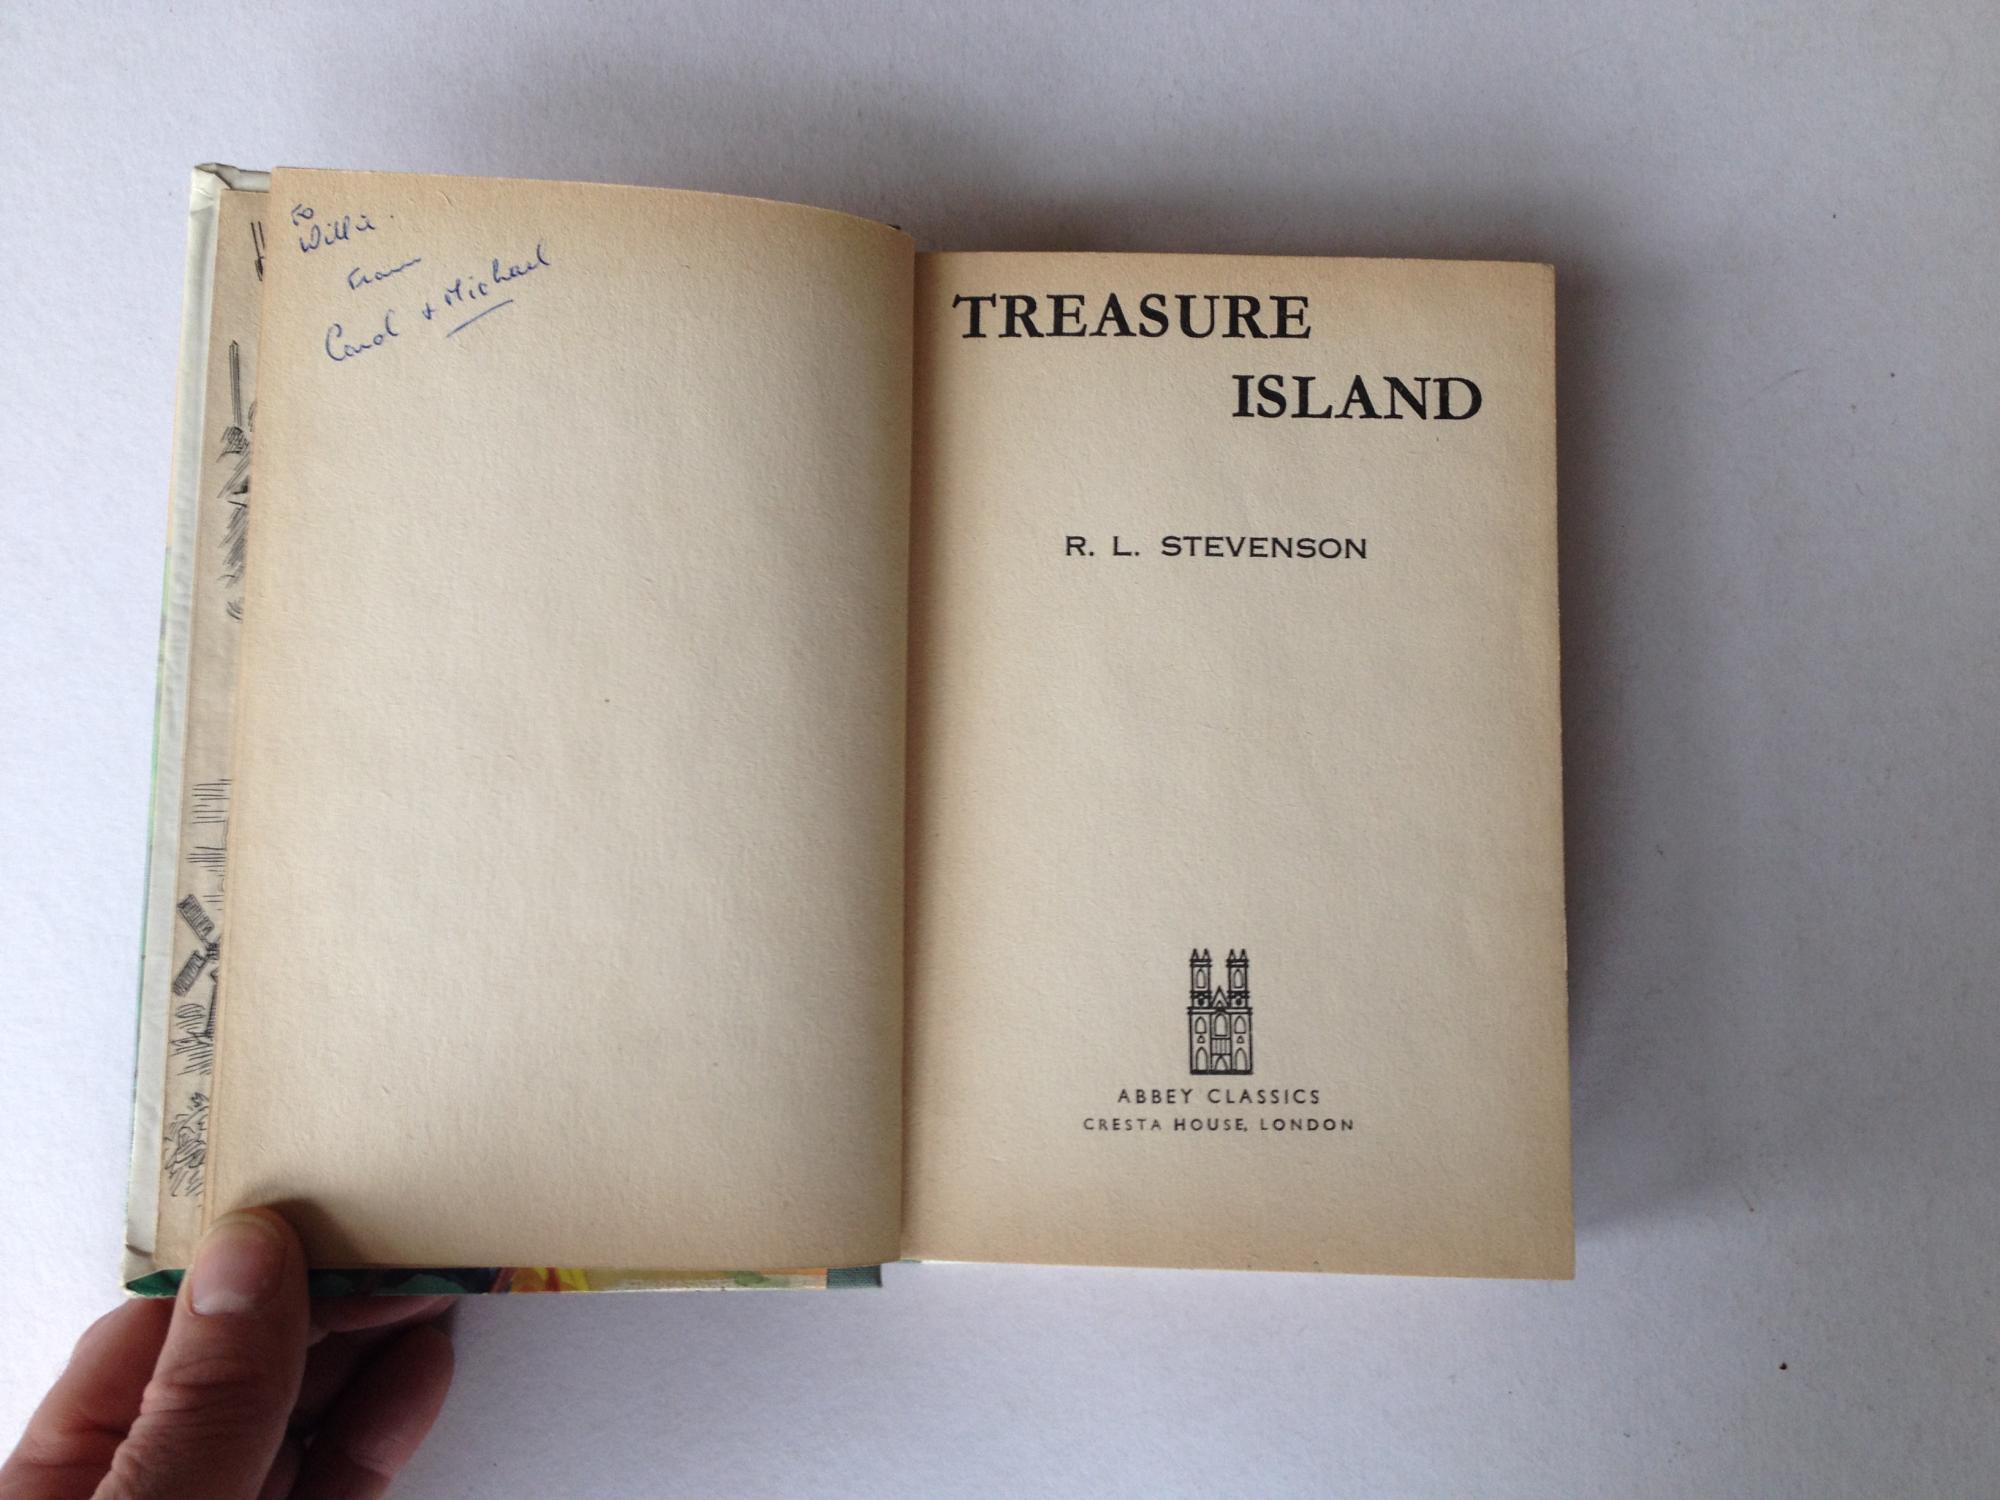 To
Willie.
From
Carol + Michael
TREASURE
ISLAND
R. L. STEVENSON
ABBEY CLASSICS
CRESTA HOUSE, LONDON